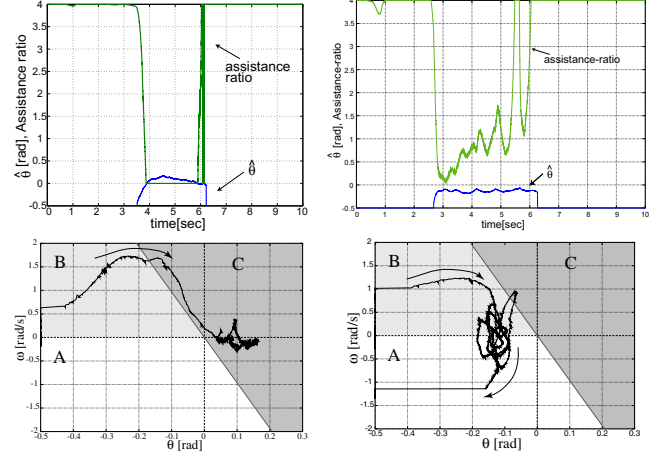 4
3.5
3
2.5
2
1.5
1
0.5
0
-0.5
0 1 2 3 4 5 6 7 8 9 10
time[sec]
θ̂ [rad], Assistance ratio
assistance
ratio
θ̂
4
3.5
3
2.5
2
1.5
1
0.5
0
-0.5
0 1 2 3 4 5 6 7 8 9 10
time[sec]
θ̂ [rad], Assistance-ratio
assistance-ratio
θ̂
2
1.5
1
0.5
0
-0.5
-1
-1.5
-2
-0.5 -0.4 -0.3 -0.2 -0.1 0 0.1 0.2 0.3
θ [rad]
ω [rad/s]
B
C
A
2
1.5
1
0.5
0
-0.5
-1
-1.5
-2
-0.5 -0.4 -0.3 -0.2 -0.1 0 0.1 0.2 0.3
θ [rad]
ω [rad/s]
B
C
A